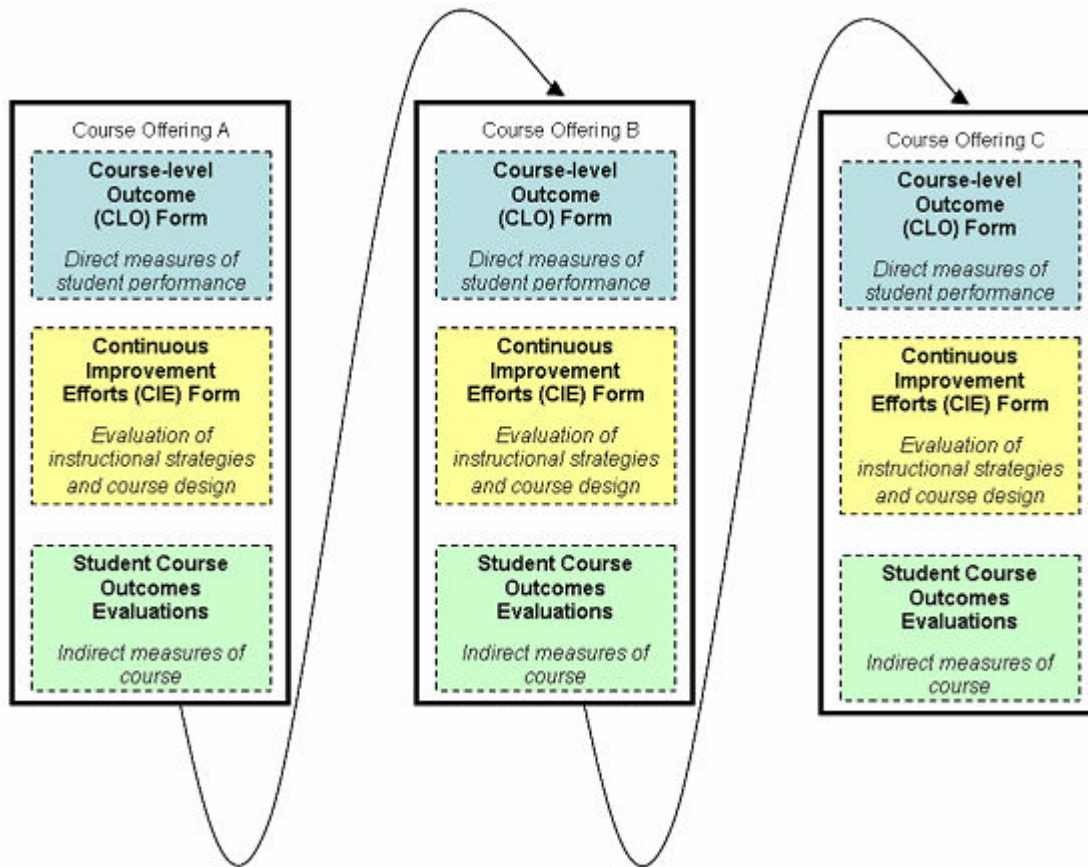 Course Offering A
Course-level
Outcome
(CLO) Form
Direct measures of
student performance
Continuous
Improvement
Efforts (CIE) Form
Evaluation of
instructional strategies
and course design
Student Course
Outcomes
Evaluations
Indirect measures of
course
Course Offering B
Course-level
Outcome
(CLO) Form
Direct measures of
student performance
Continuous
Improvement
Efforts (CIE) Form
Evaluation of
instructional strategies
and course design
Student Course
Outcomes
Evaluations
Indirect measures of
course
Course Offering C
Course-level
Outcome
(CLO) Form
Direct measures of
student performance
Continuous
Improvement
Efforts (CIE) Form
Evaluation of
instructional strategies
and course design
Student Course
Outcomes
Evaluations
Indirect measures of
course